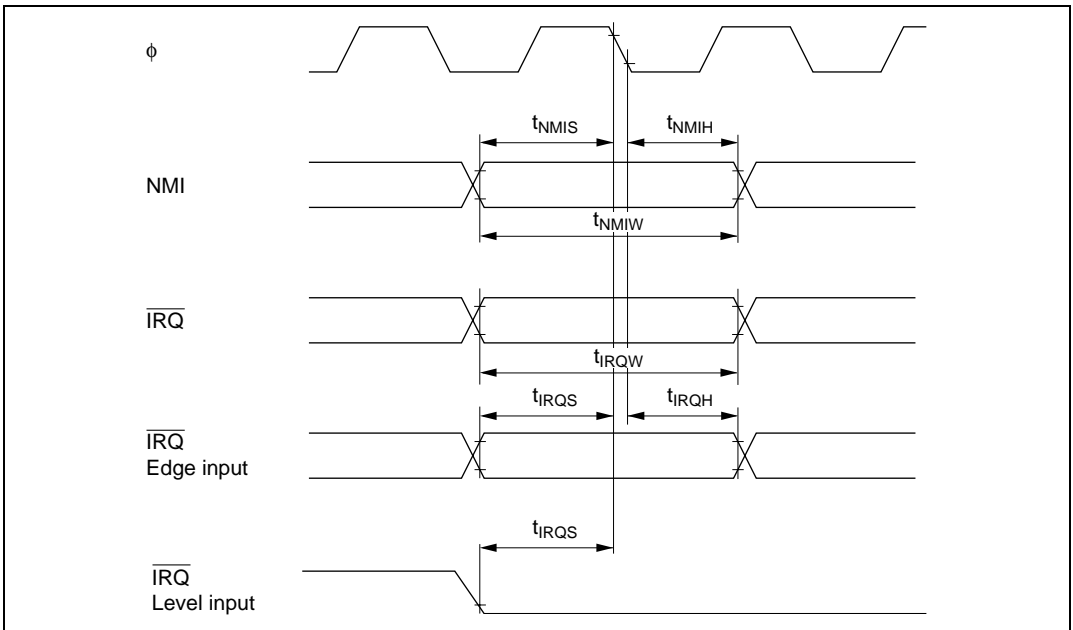 ϕ
tNMIS tNMIH
NMI
tNMIW
IRQ
tIRQW
tIRQS tIRQH
IRQ
Edge input
tIRQS
IRQ
Level input